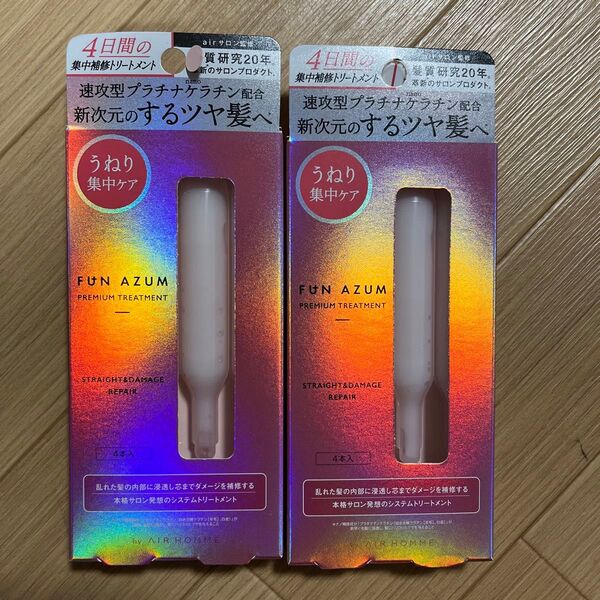 4日間の
集中補修トリートメント
airサロン監修
髪質研究20年。
革新のサロンプロダクト。
nano
速攻型プラチナケラチン配合
新次元のするツヤ髪へ
うねり
集中ケア
FUN AZUM
PREMIUM TREATMENT
STRAIGHT&DAMAGE
REPAIR
4本入
乱れた髪の内部に浸透し芯までダメージを補修する
本格サロン発想のシステムトリートメント
by AIR HOMME
4日間の
集中補修トリートメント
サロン監修
髪質研究20年。
革新のサロンプロダクト。
nano
速攻型プラチナケラチン配合
新次元のするツヤ髪へ
うねり
集中ケア
FUN AZUM
PREMIUM TREATMENT
STRAIGHT&DAMAGE
REPAIR
4本入
乱れた髪の内部に浸透し芯までダメージを補修する
本格サロン発想のシステムトリートメント
by AIR HOMME